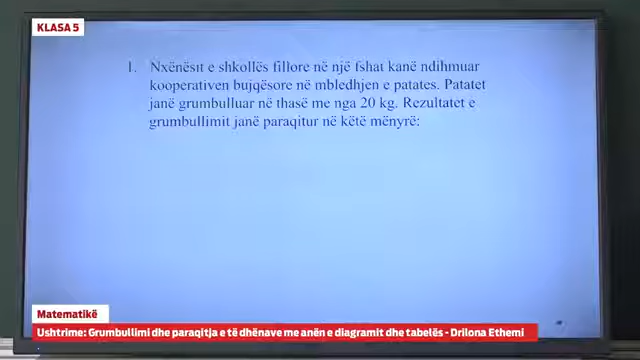 KLASA 5
1. Nxënësit e shkollës fillore në një fshat kanë ndihmuar
kooperativen bujqësore në mbledhjen e patates. Patatet
janë grumbulluar në thasë me nga 20 kg. Rezultatet e
grumbullimit janë paraqitur në këtë mënyrë:
Matematikë
Ushtrime: Grumbullimi dhe paraqitja e të dhënave me anën e diagramit dhe tabelës - Drilona Ethemi